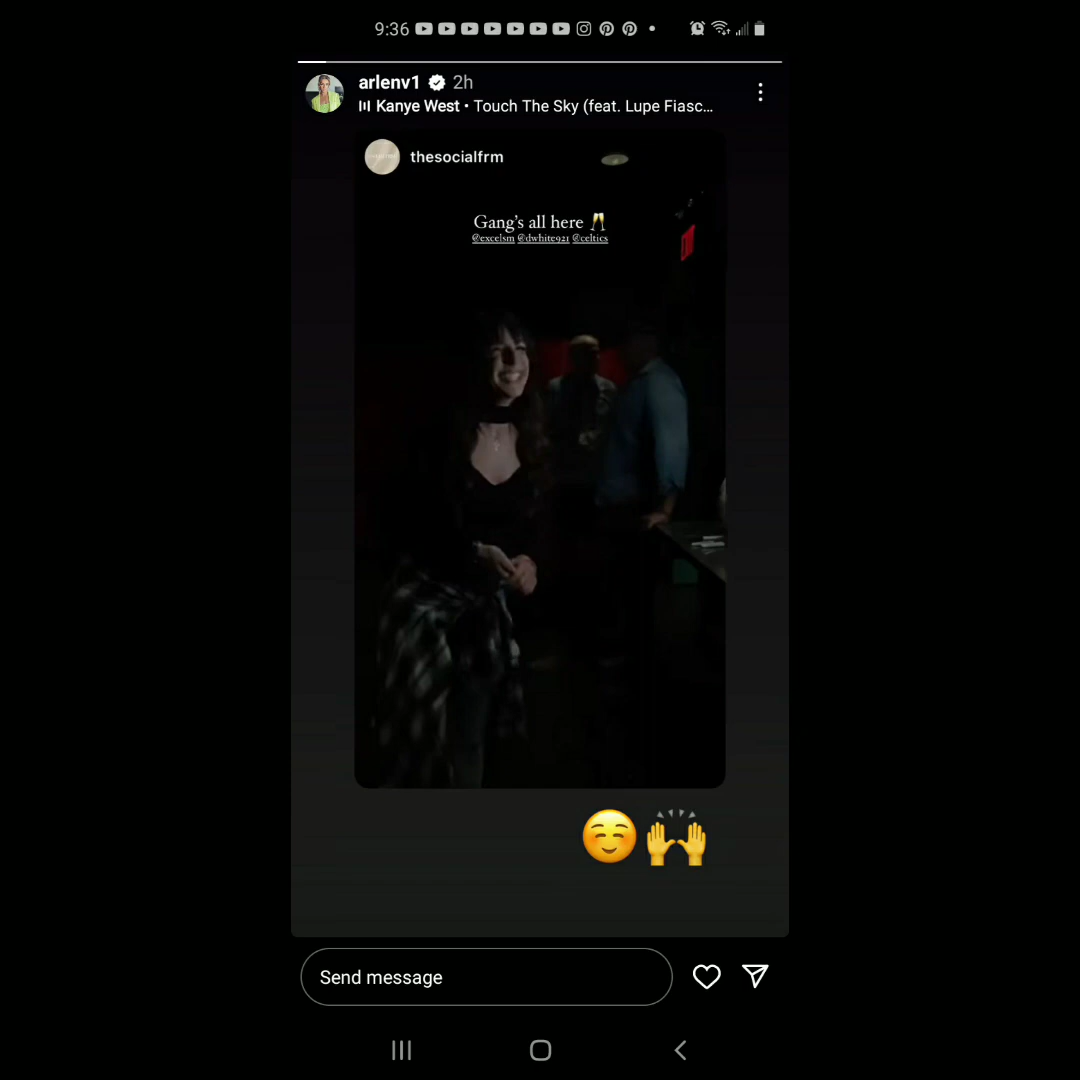 9:36
arlenv1 2h
Kanye West • Touch The Sky (feat. Lupe Fiasc...
thesocialfrm
Gang's all here 🥂
@excelsm @dwhite921 @celtics
Send message